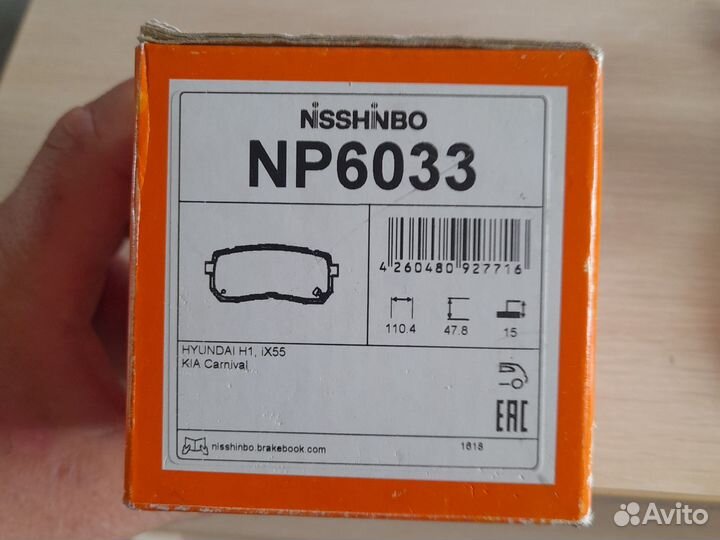 NiSSHiNBO
NP6033
4 260480 927716
110.4 47.8 15
HYUNDAI H1, iX55
KIA Carnival
EAC
nisshinbo.brakebook.com
1618
Avito